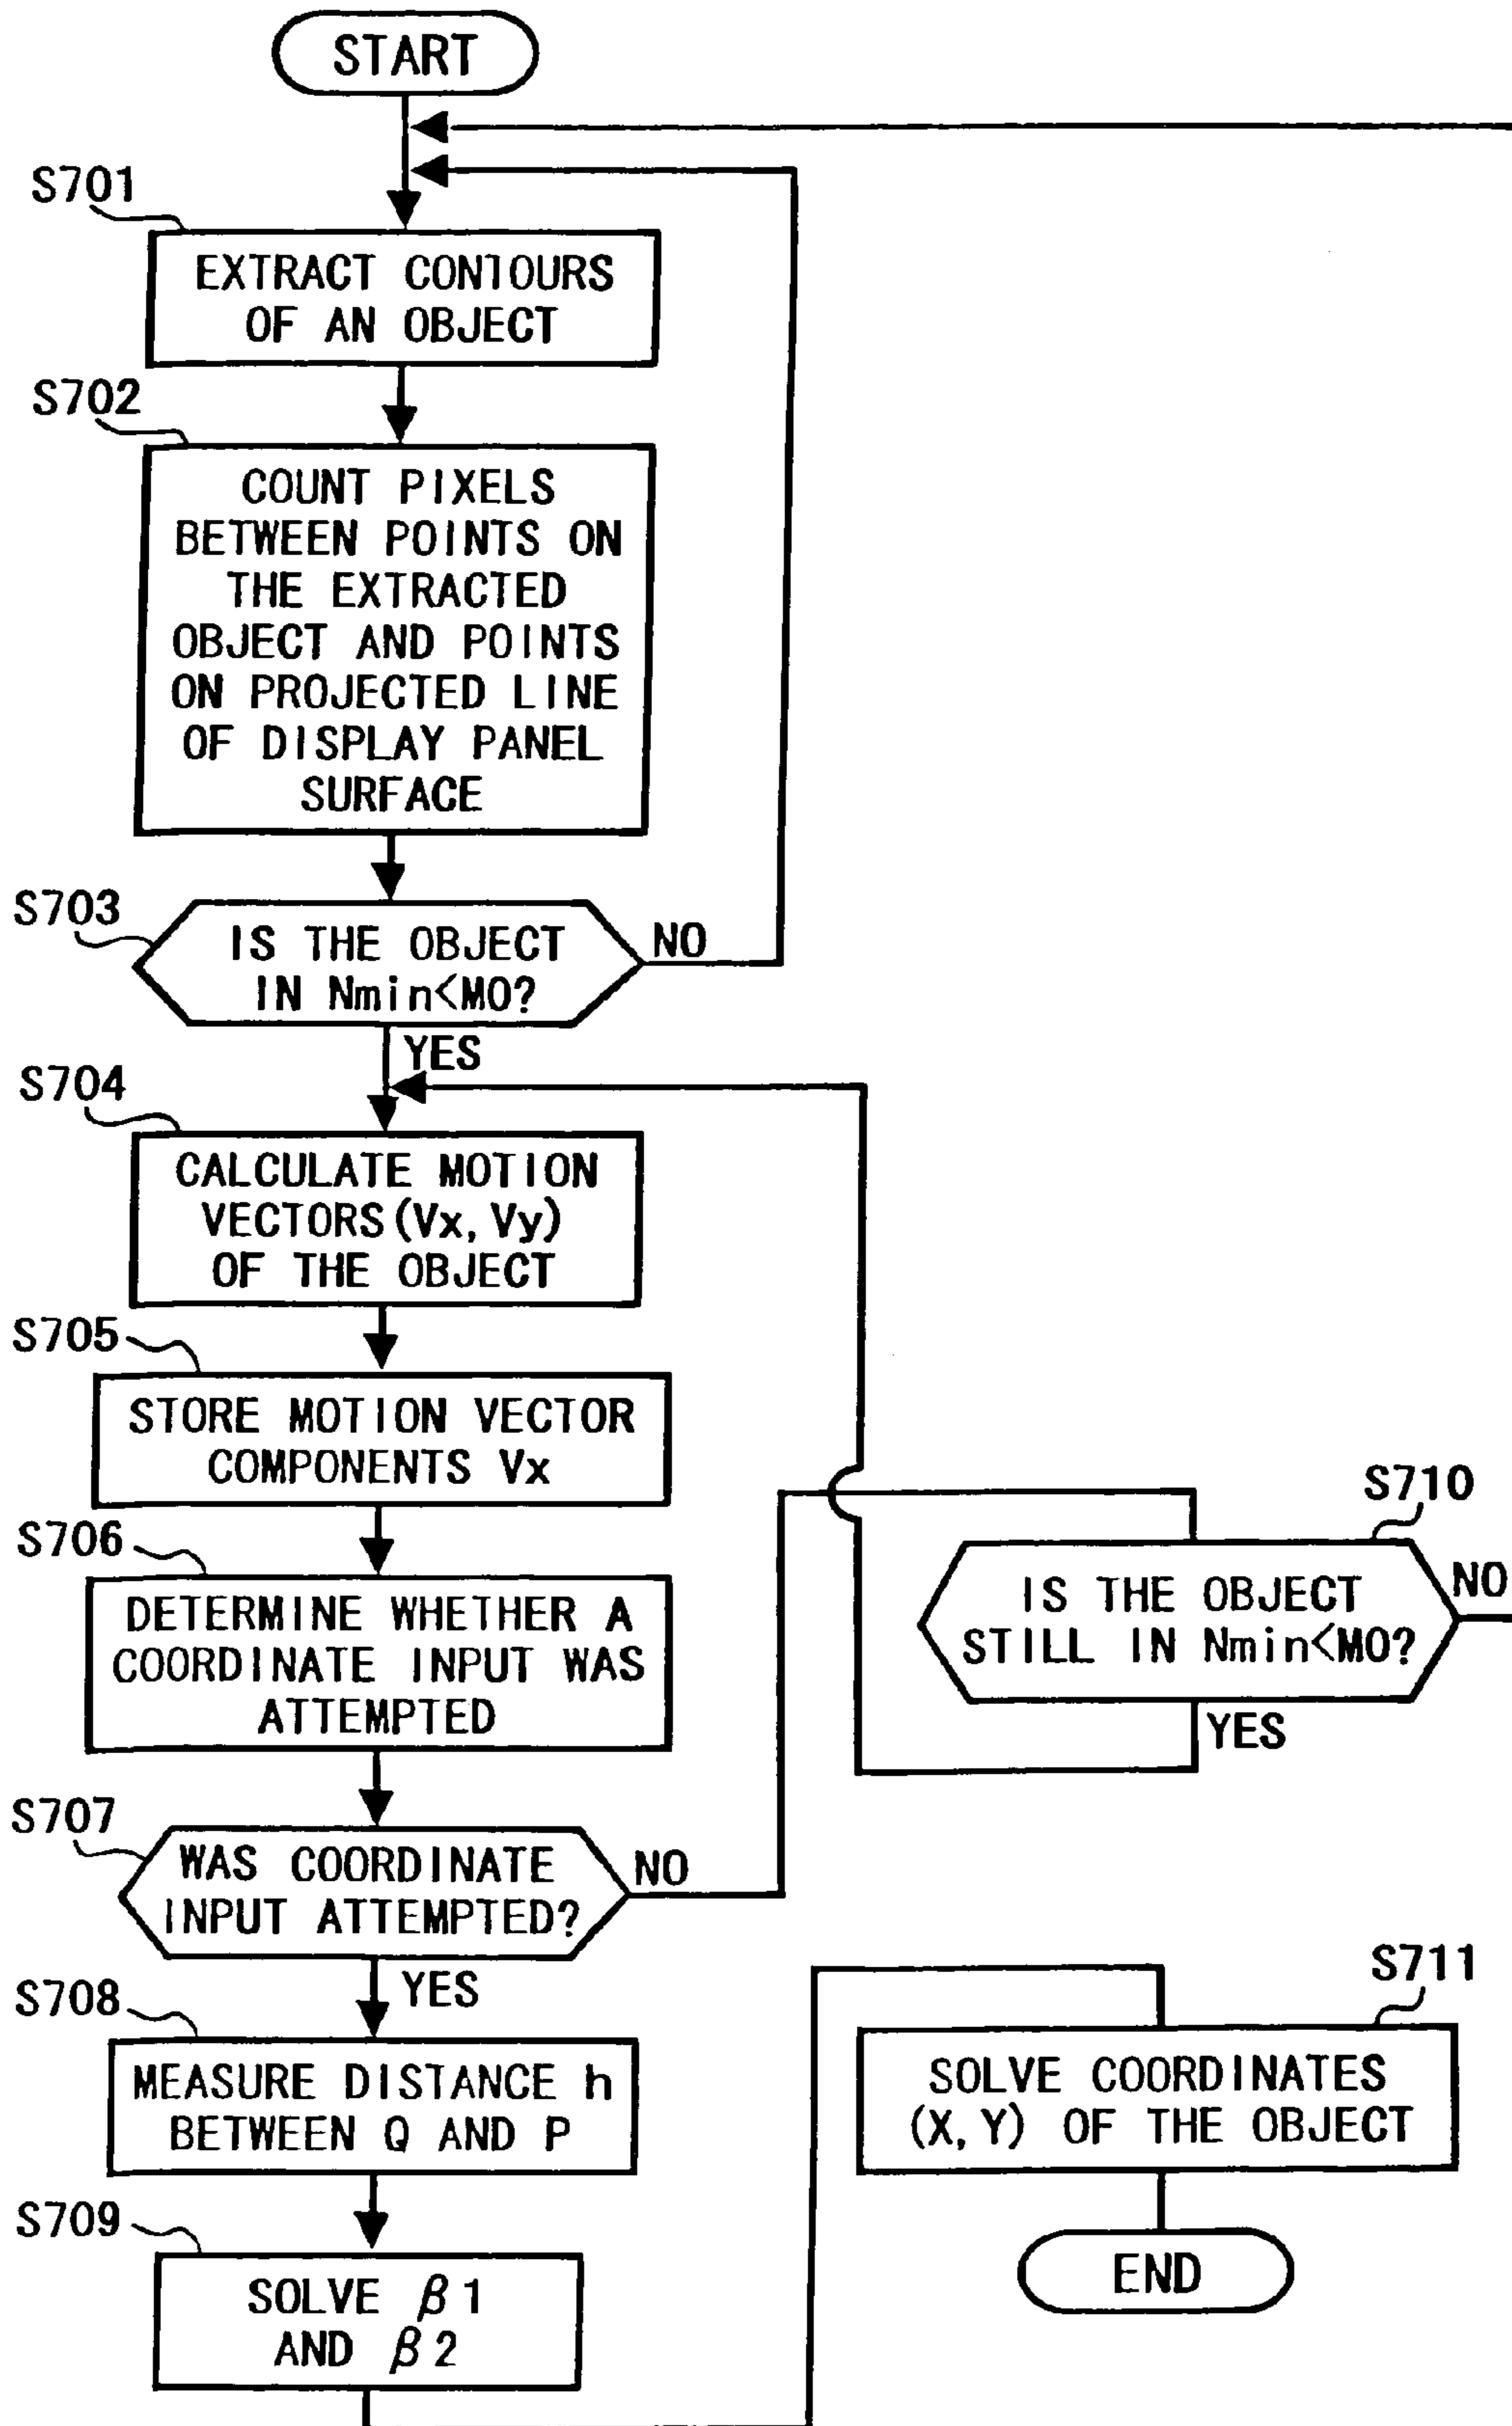 START
S701
EXTRACT CONTOURS
OF AN OBJECT
S702
COUNT PIXELS
BETWEEN POINTS ON
THE EXTRACTED
OBJECT AND POINTS
ON PROJECTED LINE
OF DISPLAY PANEL
SURFACE
S703
IS THE OBJECT
IN Nmin<M0?
NO
YES
S704
CALCULATE MOTION
VECTORS(Vx, Vy)
OF THE OBJECT
S705
STORE MOTION VECTOR
COMPONENTS Vx
S706
DETERMINE WHETHER A
COORDINATE INPUT WAS
ATTEMPTED
S707
WAS COORDINATE
INPUT ATTEMPTED?
NO
YES
S708
MEASURE DISTANCE h
BETWEEN Q AND P
S709
SOLVE β1
AND β2
S710
IS THE OBJECT
STILL IN Nmin<M0?
NO
YES
S711
SOLVE COORDINATES
(X, Y) OF THE OBJECT
END